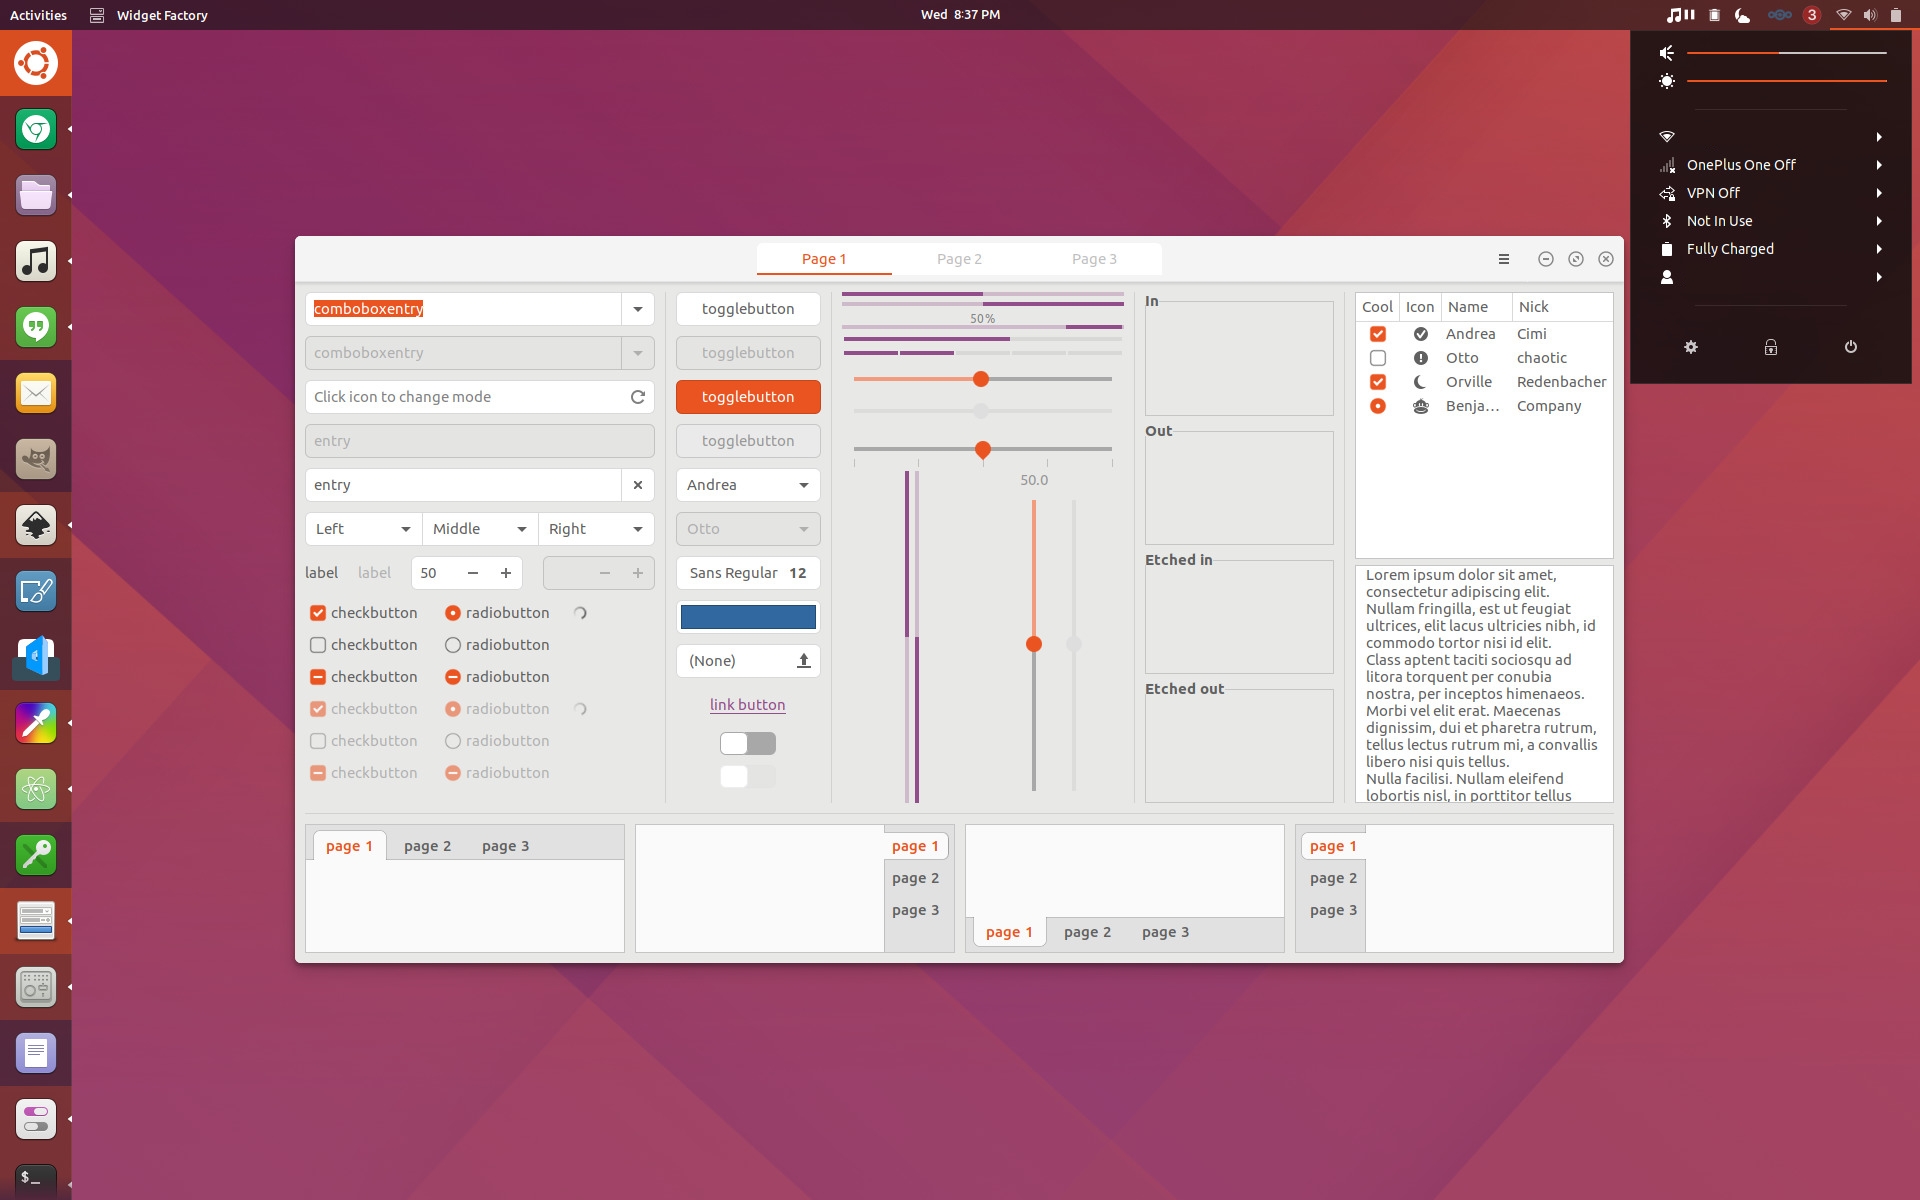 Activities
Widget Factory
Wed 8:37 PM
3
OnePlus One Off
VPN Off
Not In Use
Fully Charged
Page 1 Page 2 Page 3
comboboxentry
comboboxentry
Click icon to change mode
entry
entry
Left Middle Right
label label 50
checkbutton radiobutton
checkbutton radiobutton
checkbutton radiobutton
checkbutton radiobutton
checkbutton radiobutton
checkbutton radiobutton
togglebutton
togglebutton
togglebutton
togglebutton
Andrea
Otto
Sans Regular 12
(None)
link button
50%
50.0
In
Out
Etched in
Etched out
Cool Icon Name Nick
Andrea Cimi
Otto chaotic
Orville Redenbacher
Benja... Company
Lorem ipsum dolor sit amet,
consectetur adipiscing elit.
Nullam fringilla, est ut feugiat
ultrices, elit lacus ultricies nibh, id
commodo tortor nisi id elit.
Class aptent taciti sociosqu ad
litora torquent per conubia
nostra, per inceptos himenaeos.
Morbi vel elit erat. Maecenas
dignissim, dui et pharetra rutrum,
tellus lectus rutrum mi, a convallis
libero nisi quis tellus.
Nulla facilisi. Nullam eleifend
lobortis nisl, in porttitor tellus
page 1 page 2 page 3
page 1
page 2
page 3
page 1 page 2 page 3
page 1
page 2
page 3
$_